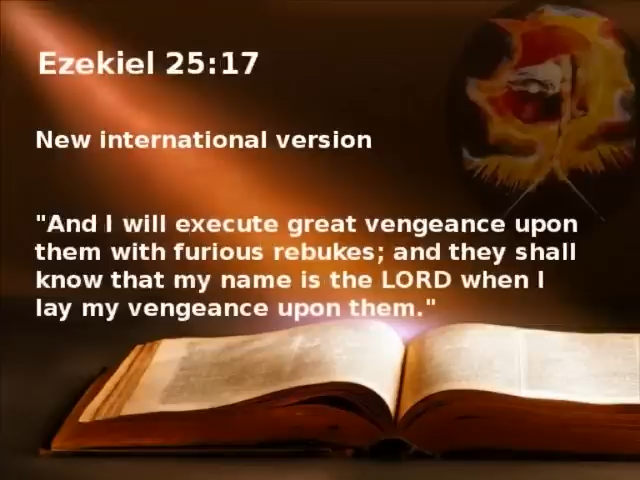 Ezekiel 25:17
New international version
"And I will execute great vengeance upon
them with furious rebukes; and they shall
know that my name is the LORD when I
lay my vengeance upon them."